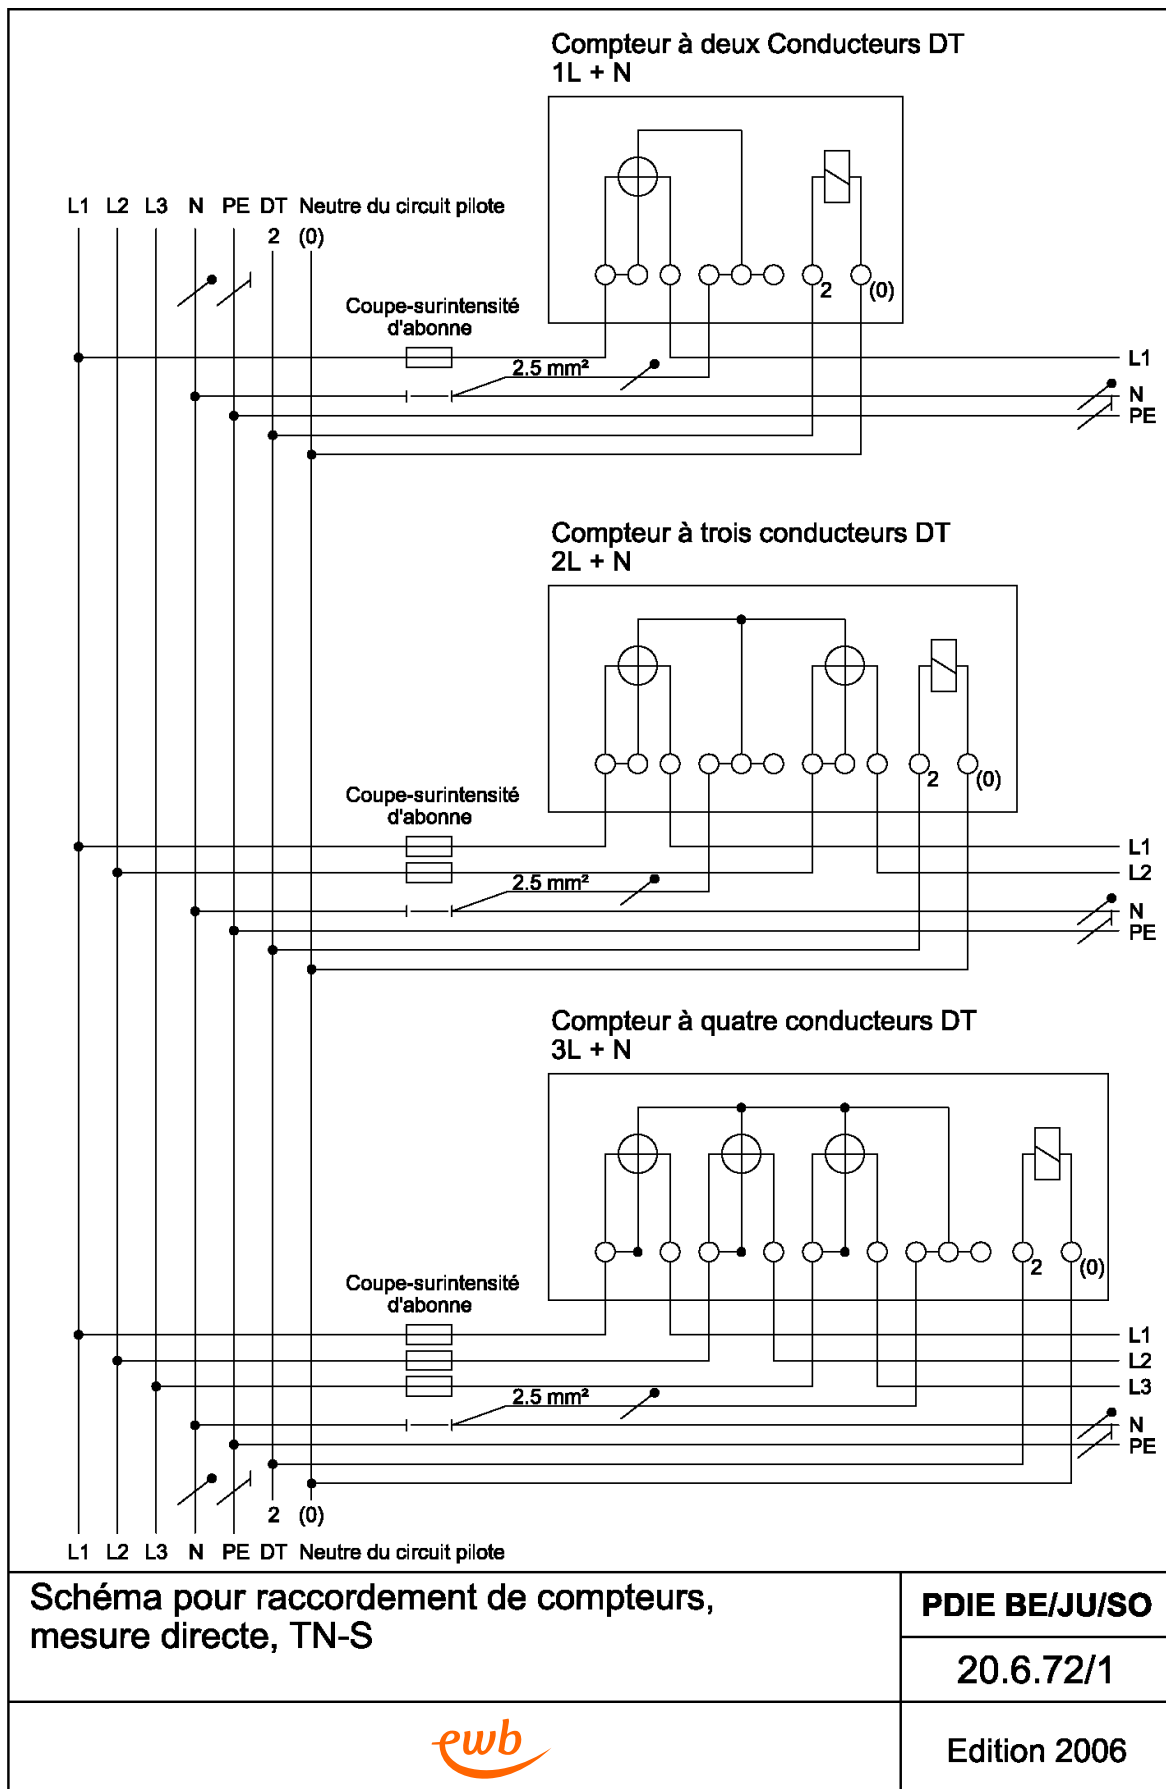 Compteur à deux Conducteurs DT
1L + N
L1 L2 L3 N PE DT Neutre du circuit pilote
2 (0)
2 (0)
Coupe-surintensité
d'abonne
2.5 mm²
L1
N
PE
Compteur à trois conducteurs DT
2L + N
2 (0)
Coupe-surintensité
d'abonne
2.5 mm²
L1
L2
N
PE
Compteur à quatre conducteurs DT
3L + N
2 (0)
Coupe-surintensité
d'abonne
2.5 mm²
L1
L2
L3
N
PE
2 (0)
L1 L2 L3 N PE DT Neutre du circuit pilote
Schéma pour raccordement de compteurs,
mesure directe, TN-S
PDIE BE/JU/SO
20.6.72/1
ewb
Edition 2006